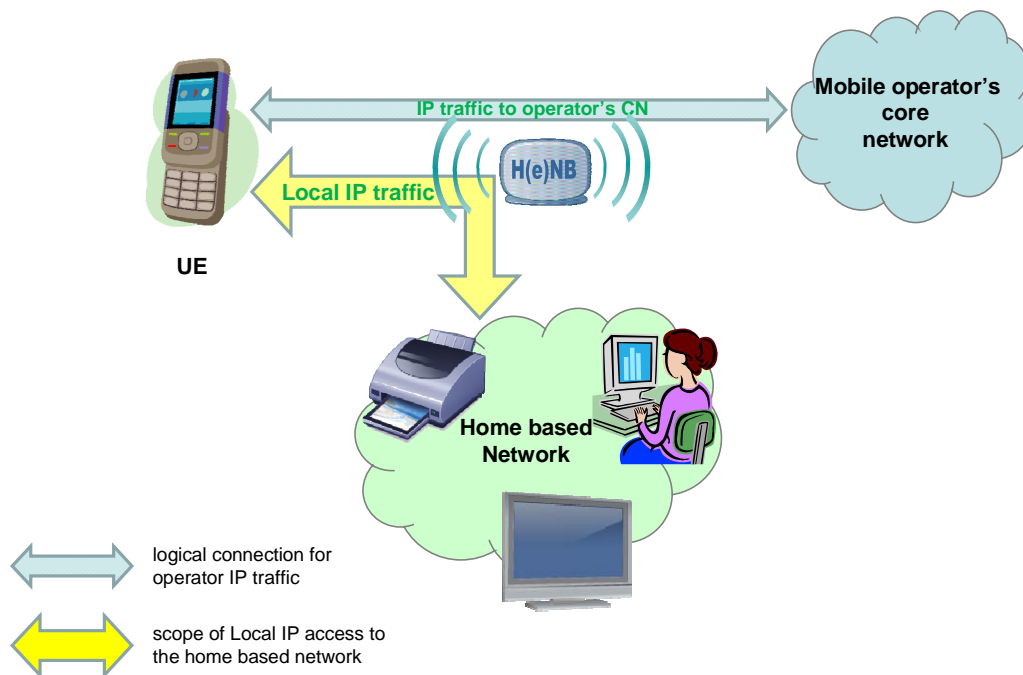 Mobile operator's
core
network
IP traffic to operator's CN
H(e)NB
Local IP traffic
UE
Home based
Network
logical connection for
operator IP traffic
scope of Local IP access to
the home based network